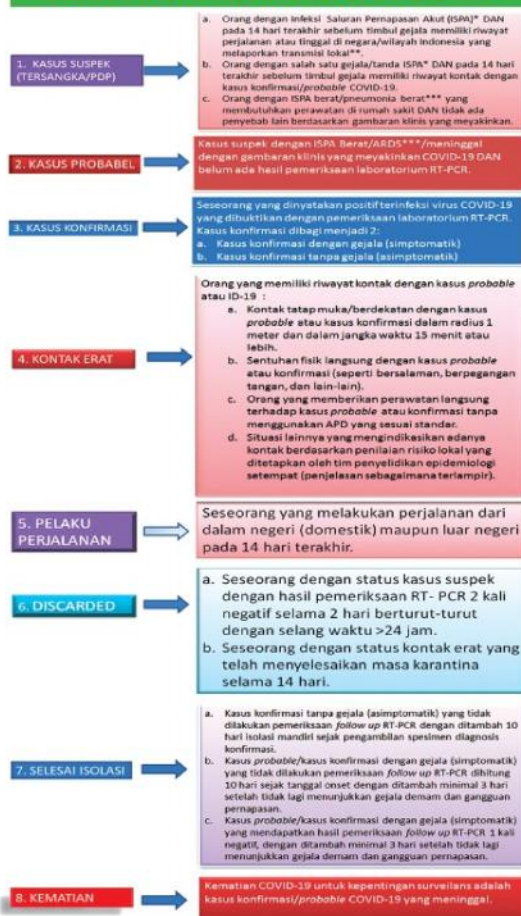 1. KASUS SUSPEK
(TERSANGKA/PDP)
a. Orang dengan Infeksi Saluran Pernapasan Akut (ISPA)* DAN
pada 14 hari terakhir sebelum timbul gejala memiliki riwayat
perjalanan atau tinggal di negara/wilayah Indonesia yang
melaporkan transmisi lokal**.
b. Orang dengan salah satu gejala/tanda ISPA* DAN pada 14 hari
terakhir sebelum timbul gejala memiliki riwayat kontak dengan
kasus konfirmasi/probable COVID-19.
c. Orang dengan ISPA berat/pneumonia berat*** yang
membutuhkan perawatan di rumah sakit DAN tidak ada
penyebab lain berdasarkan gambaran klinis yang meyakinkan.
2. KASUS PROBABEL
Kasus suspek dengan ISPA Berat/ARDS***/meninggal
dengan gambaran klinis yang meyakinkan COVID-19 DAN
belum ada hasil pemeriksaan laboratorium RT-PCR.
3. KASUS KONFIRMASI
Seseorang yang dinyatakan positif terinfeksi virus COVID-19
yang dibuktikan dengan pemeriksaan laboratorium RT-PCR.
Kasus konfirmasi dibagi menjadi 2:
a. Kasus konfirmasi dengan gejala (simptomatik)
b. Kasus konfirmasi tanpa gejala (asimptomatik)
4. KONTAK ERAT
Orang yang memiliki riwayat kontak dengan kasus probable
atau ID-19 :
a. Kontak tatap muka/berdekatan dengan kasus
probable atau kasus konfirmasi dalam radius 1
meter dan dalam jangka waktu 15 menit atau
lebih.
b. Sentuhan fisik langsung dengan kasus probable
atau konfirmasi (seperti bersalaman, berpegangan
tangan, dan lain-lain).
c. Orang yang memberikan perawatan langsung
terhadap kasus probable atau konfirmasi tanpa
menggunakan APD yang sesuai standar.
d. Situasi lainnya yang mengindikasikan adanya
kontak berdasarkan penilaian risiko lokal yang
ditetapkan oleh tim penyelidikan epidemiologi
setempat (penjelasan sebagaimana terlampir).
5. PELAKU
PERJALANAN
Seseorang yang melakukan perjalanan dari
dalam negeri (domestik) maupun luar negeri
pada 14 hari terakhir.
6. DISCARDED
a. Seseorang dengan status kasus suspek
dengan hasil pemeriksaan RT- PCR 2 kali
negatif selama 2 hari berturut-turut
dengan selang waktu >24 jam.
b. Seseorang dengan status kontak erat yang
telah menyelesaikan masa karantina
selama 14 hari.
7. SELESAI ISOLASI
a. Kasus konfirmasi tanpa gejala (asimptomatik) yang tidak
dilakukan pemeriksaan follow up RT-PCR dengan ditambah 10
hari isolasi mandiri sejak pengambilan spesimen diagnosis
konfirmasi.
b. Kasus probable/kasus konfirmasi dengan gejala (simptomatik)
yang tidak dilakukan pemeriksaan follow up RT-PCR dihitung
10 hari sejak tanggal onset dengan ditambah minimal 3 hari
setelah tidak lagi menunjukkan gejala demam dan gangguan
pernapasan.
c. Kasus probable/kasus konfirmasi dengan gejala (simptomatik)
yang mendapatkan hasil pemeriksaan follow up RT-PCR 1 kali
negatif, dengan ditambah minimal 3 hari setelah tidak lagi
menunjukkan gejala demam dan gangguan pernapasan.
8. KEMATIAN
Kematian COVID-19 untuk kepentingan surveilans adalah
kasus konfirmasi/probable COVID-19 yang meninggal.